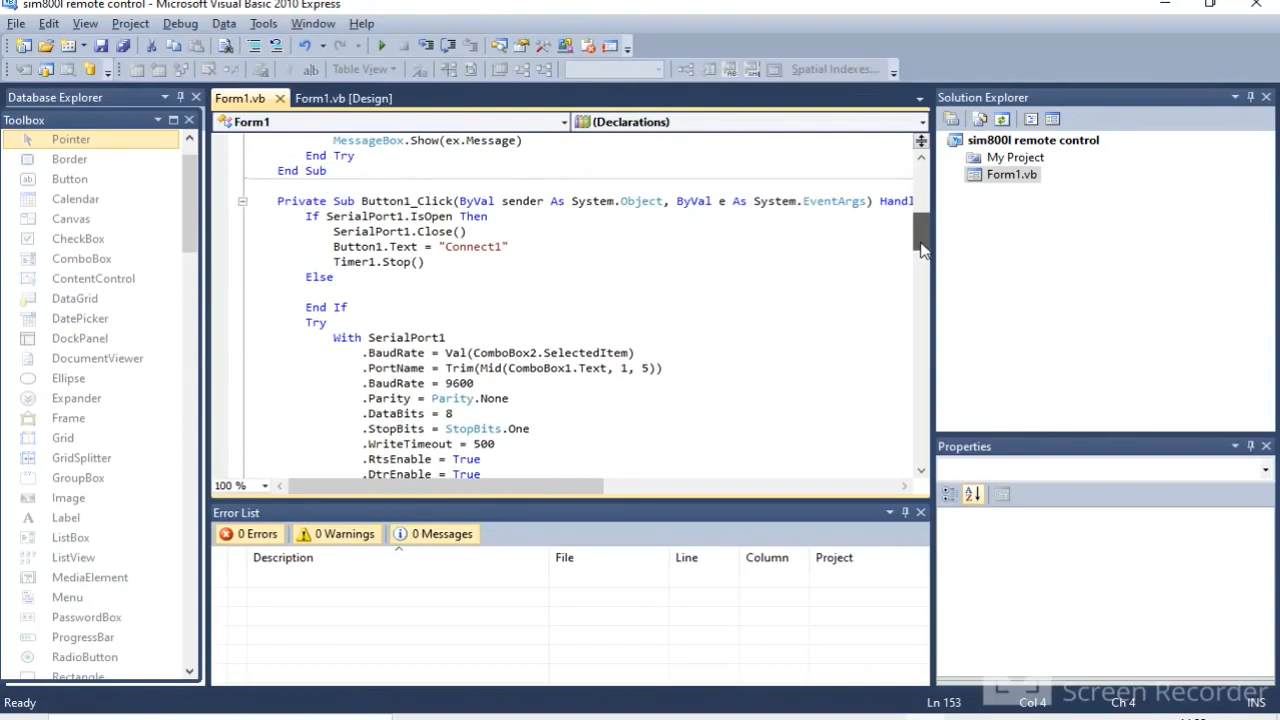 sim800l remote control - Microsoft Visual Basic 2010 Express
File Edit View Project Debug Data Tools Window Help
Table View Spatial Indexes...
Database Explorer
Form1.vb Form1.vb [Design]
Solution Explorer
Toolbox
Form1 (Declarations)
Pointer
Border
Button
Calendar
Canvas
CheckBox
ComboBox
ContentControl
DataGrid
DatePicker
DockPanel
DocumentViewer
Ellipse
Expander
Frame
Grid
GridSplitter
GroupBox
Image
Label
ListBox
ListView
MediaElement
Menu
PasswordBox
ProgressBar
RadioButton
Rectangle
MessageBox.Show(ex.Message)
End Try
End Sub
Private Sub Button1_Click(ByVal sender As System.Object, ByVal e As System.EventArgs) Handl
If SerialPort1.IsOpen Then
SerialPort1.Close()
Button1.Text = "Connect1"
Timer1.Stop()
Else
End If
Try
With SerialPort1
.BaudRate = Val(ComboBox2.SelectedItem)
.PortName = Trim(Mid(ComboBox1.Text, 1, 5))
.BaudRate = 9600
.Parity = Parity.None
.DataBits = 8
.StopBits = StopBits.One
.WriteTimeout = 500
.RtsEnable = True
.DtrEnable = True
100 %
sim800l remote control
My Project
Form1.vb
Properties
Error List
0 Errors 0 Warnings 0 Messages
Description File Line Column Project
Screen Recorder
Ready Ln 153 Col 4 Ch 4 INS